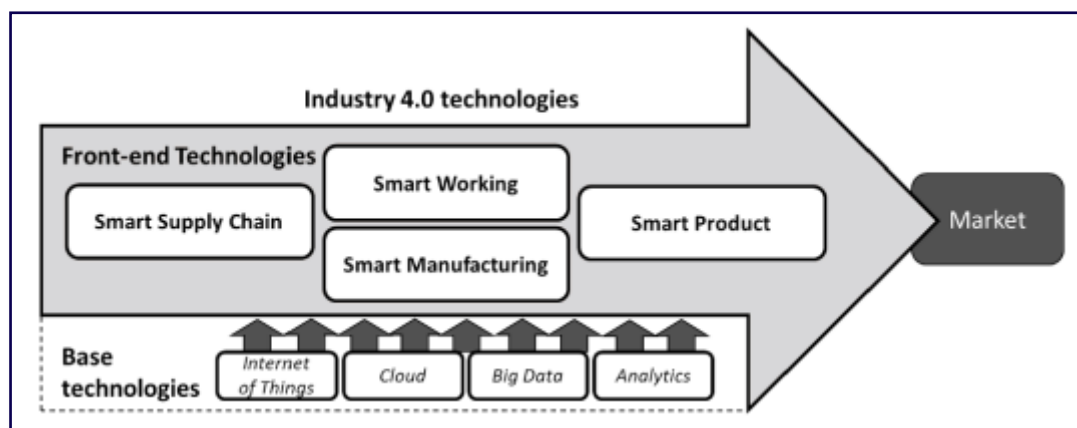 Industry 4.0 technologies
Front-end Technologies
Smart Supply Chain
Smart Working
Smart Manufacturing
Smart Product
Market
Base
technologies
Internet
of Things
Cloud
Big Data
Analytics